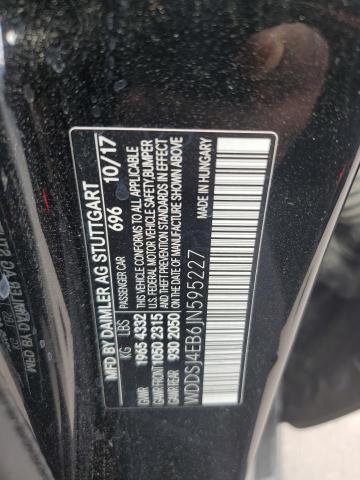 MFD BY DAIMLER AG STUTTGART
696 10/17
KG LBS PASSENGER CAR
GVWR 1965 4332 THIS VEHICLE CONFORMS TO ALL APPLICABLE
GAWR FRONT 1050 2315 U.S. FEDERAL MOTOR VEHICLE SAFETY, BUMPER
GAWR REAR 930 2050 AND THEFT PREVENTION STANDARDS IN EFFECT
ON THE DATE OF MANUFACTURE SHOWN ABOVE
WDDSJ4EB6JN595227 MADE IN HUNGARY